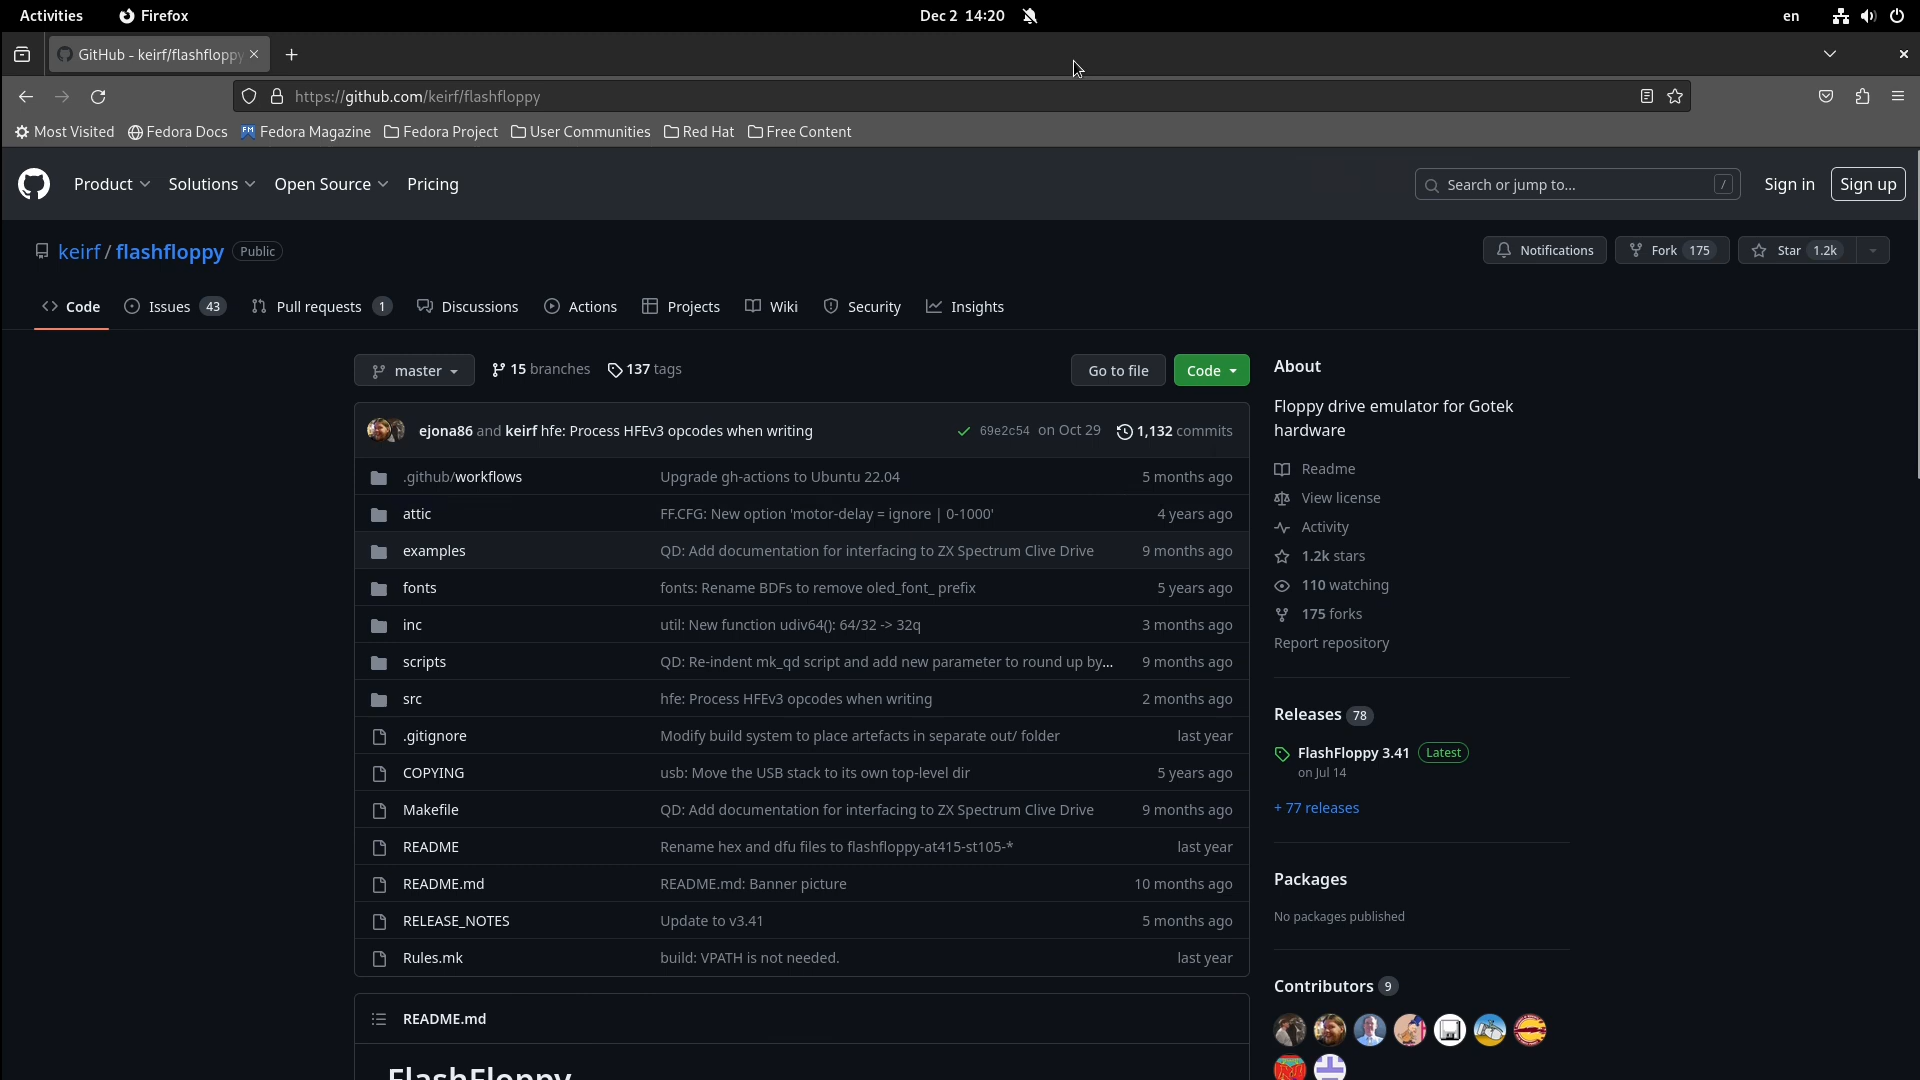 Activities Firefox Dec 2 14:20 en
GitHub - keirf/flashfloppy
https://github.com/keirf/flashfloppy
Most Visited Fedora Docs Fedora Magazine Fedora Project User Communities Red Hat Free Content
Product Solutions Open Source Pricing Search or jump to... / Sign in Sign up
keirf / flashfloppy Public Notifications Fork 175 Star 1.2k
Code Issues 43 Pull requests 1 Discussions Actions Projects Wiki Security Insights
master 15 branches 137 tags Go to file Code
ejona86 and keirf hfe: Process HFEv3 opcodes when writing 69e2c54 on Oct 29 1,132 commits
.github/workflows Upgrade gh-actions to Ubuntu 22.04 5 months ago
attic FF.CFG: New option 'motor-delay = ignore | 0-1000' 4 years ago
examples QD: Add documentation for interfacing to ZX Spectrum Clive Drive 9 months ago
fonts fonts: Rename BDFs to remove oled_font_ prefix 5 years ago
inc util: New function udiv64(): 64/32 -> 32q 3 months ago
scripts QD: Re-indent mk_qd script and add new parameter to round up by... 9 months ago
src hfe: Process HFEv3 opcodes when writing 2 months ago
.gitignore Modify build system to place artefacts in separate out/ folder last year
COPYING usb: Move the USB stack to its own top-level dir 5 years ago
Makefile QD: Add documentation for interfacing to ZX Spectrum Clive Drive 9 months ago
README Rename hex and dfu files to flashfloppy-at415-st105-* last year
README.md README.md: Banner picture 10 months ago
RELEASE_NOTES Update to v3.41 5 months ago
Rules.mk build: VPATH is not needed. last year
README.md
FlashFloppy
About
Floppy drive emulator for Gotek
hardware
Readme
View license
Activity
1.2k stars
110 watching
175 forks
Report repository
Releases 78
FlashFloppy 3.41 Latest
on Jul 14
+ 77 releases
Packages
No packages published
Contributors 9